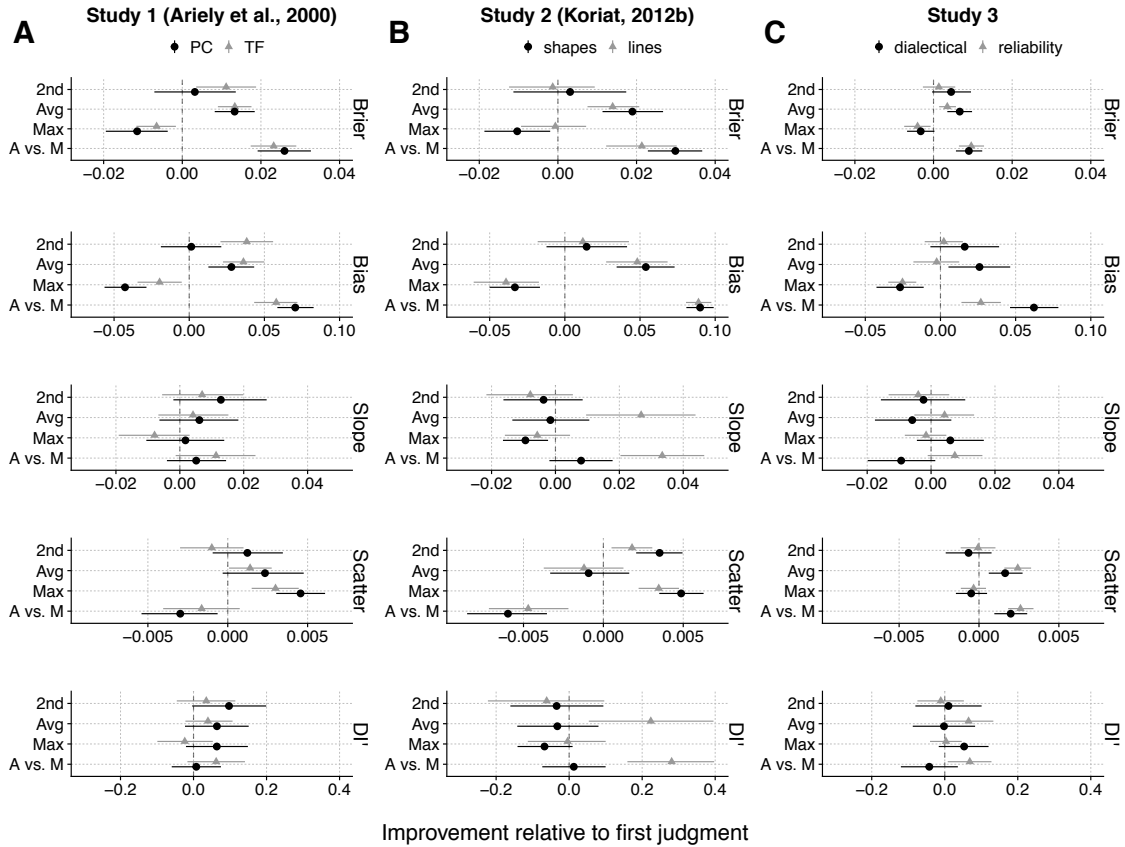 A
Study 1 (Ariely et al., 2000)
PC TF
2nd
Avg
Max
A vs. M
Brier
−0.02 0.00 0.02 0.04
2nd
Avg
Max
A vs. M
Bias
−0.05 0.00 0.05 0.10
2nd
Avg
Max
A vs. M
Slope
−0.02 0.00 0.02 0.04
2nd
Avg
Max
A vs. M
Scatter
−0.005 0.000 0.005
2nd
Avg
Max
A vs. M
DI'
−0.2 0.0 0.2 0.4
B
Study 2 (Koriat, 2012b)
shapes lines
2nd
Avg
Max
A vs. M
Brier
−0.02 0.00 0.02 0.04
2nd
Avg
Max
A vs. M
Bias
−0.05 0.00 0.05 0.10
2nd
Avg
Max
A vs. M
Slope
−0.02 0.00 0.02 0.04
2nd
Avg
Max
A vs. M
Scatter
−0.005 0.000 0.005
2nd
Avg
Max
A vs. M
DI'
−0.2 0.0 0.2 0.4
C
Study 3
dialectical reliability
2nd
Avg
Max
A vs. M
Brier
−0.02 0.00 0.02 0.04
2nd
Avg
Max
A vs. M
Bias
−0.05 0.00 0.05 0.10
2nd
Avg
Max
A vs. M
Slope
−0.02 0.00 0.02 0.04
2nd
Avg
Max
A vs. M
Scatter
−0.005 0.000 0.005
2nd
Avg
Max
A vs. M
DI'
−0.2 0.0 0.2 0.4
Improvement relative to first judgment